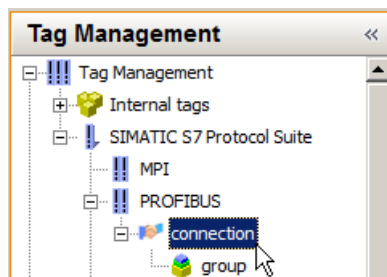 Tag Management «
Tag Management
Internal tags
SIMATIC S7 Protocol Suite
MPI
PROFIBUS
connection
group